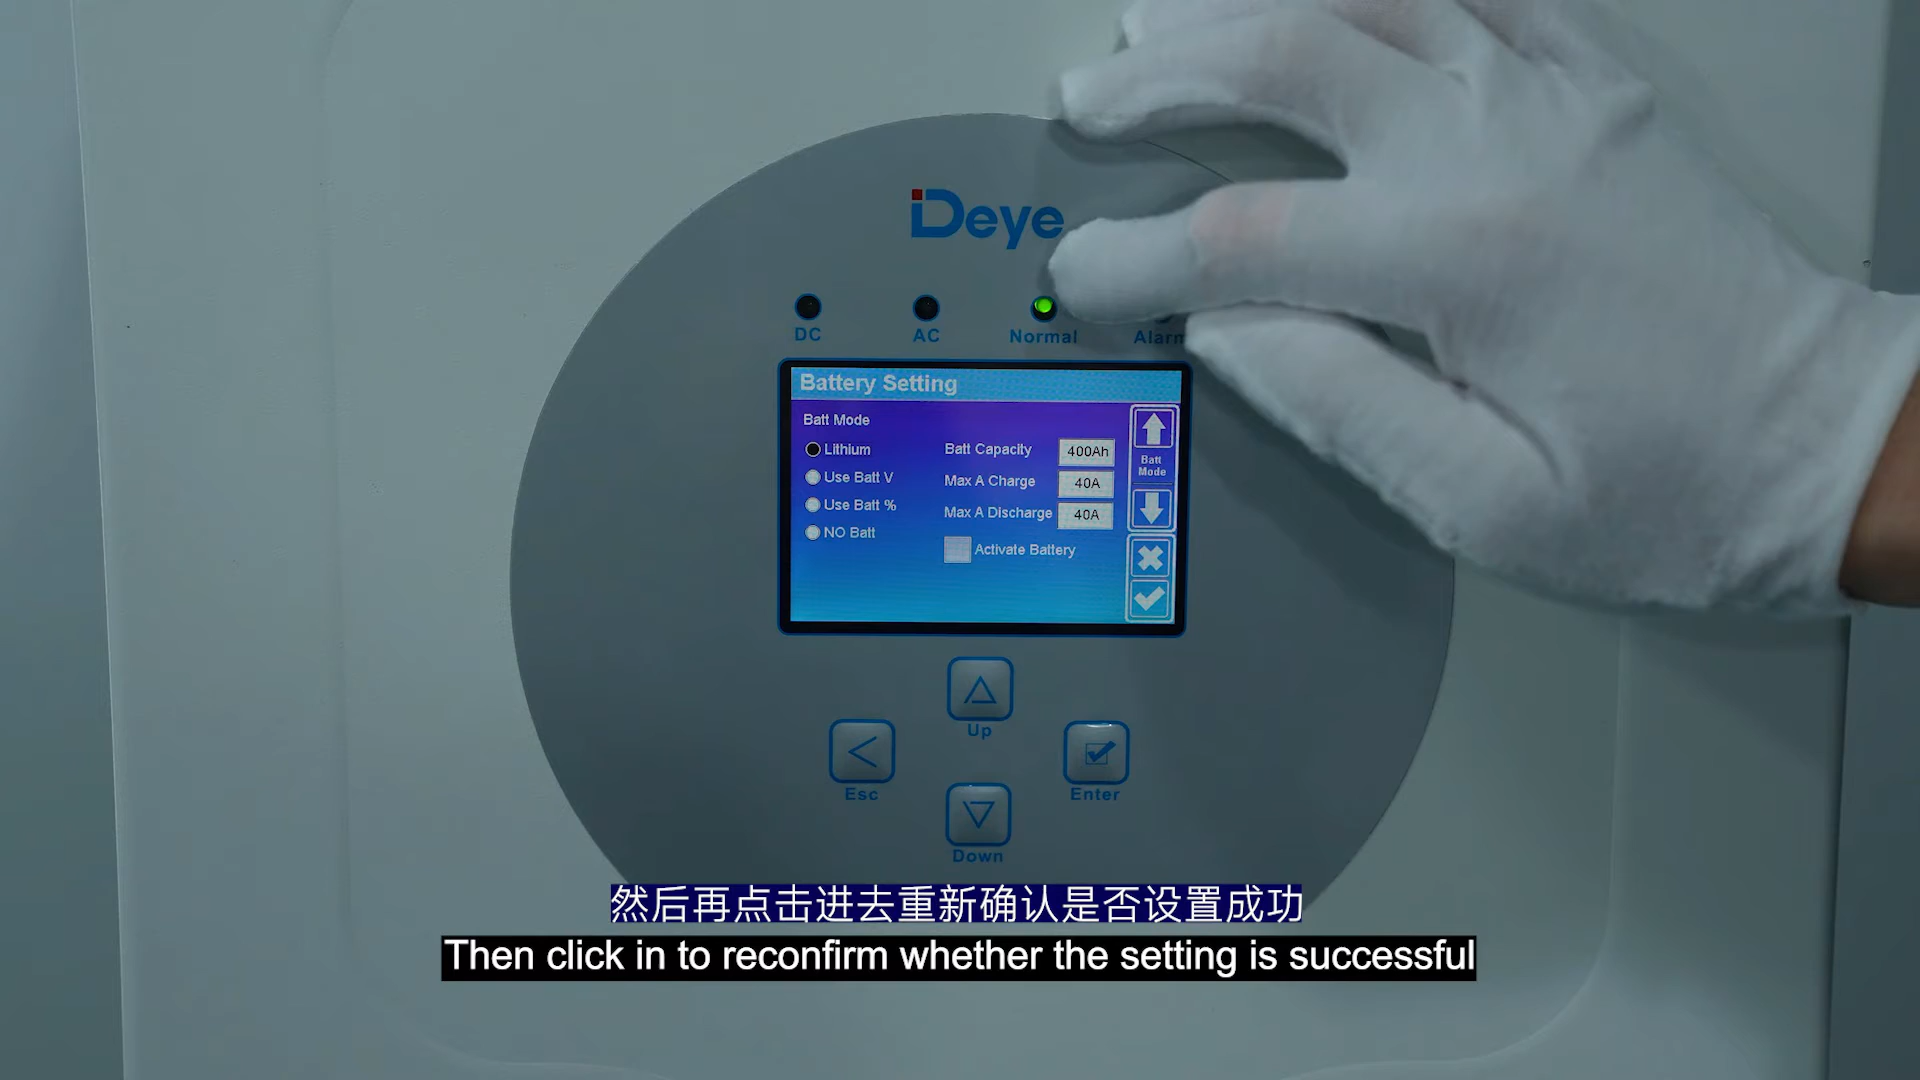 Deye
DC
AC
Normal
Alarm
Battery Setting
Batt Mode
Lithium
Batt Capacity
400Ah
Use Batt V
Max A Charge
40A
Use Batt %
Max A Discharge
40A
NO Batt
Activate Battery
Batt
Mode
Up
Esc
Enter
Down
然后再点击进去重新确认是否设置成功
Then click in to reconfirm whether the setting is successful